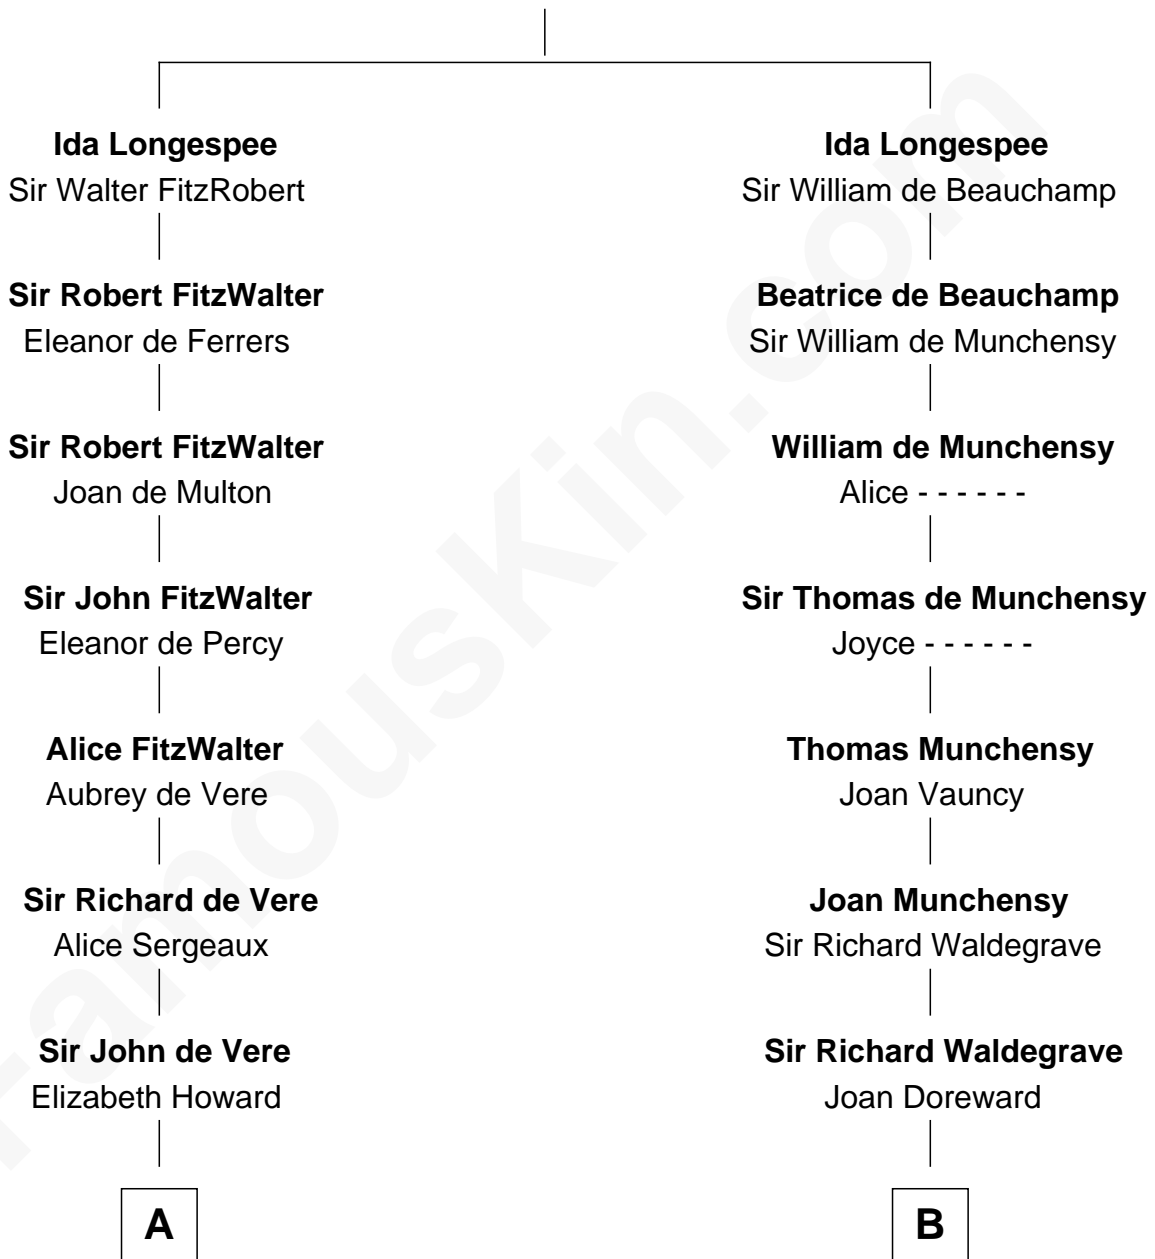 Ida Longespee
Sir Walter FitzRobert
Sir Robert FitzWalter
Eleanor de Ferrers
Sir Robert FitzWalter
Joan de Multon
Sir John FitzWalter
Eleanor de Percy
Alice FitzWalter
Aubrey de Vere
Sir Richard de Vere
Alice Sergeaux
Sir John de Vere
Elizabeth Howard
A
Ida Longespee
Sir William de Beauchamp
Beatrice de Beauchamp
Sir William de Munchensy
William de Munchensy
Alice - - - - - -
Sir Thomas de Munchensy
Joyce - - - - - -
Thomas Munchensy
Joan Vauncy
Joan Munchensy
Sir Richard Waldegrave
Sir Richard Waldegrave
Joan Doreward
B
FamousKin.com